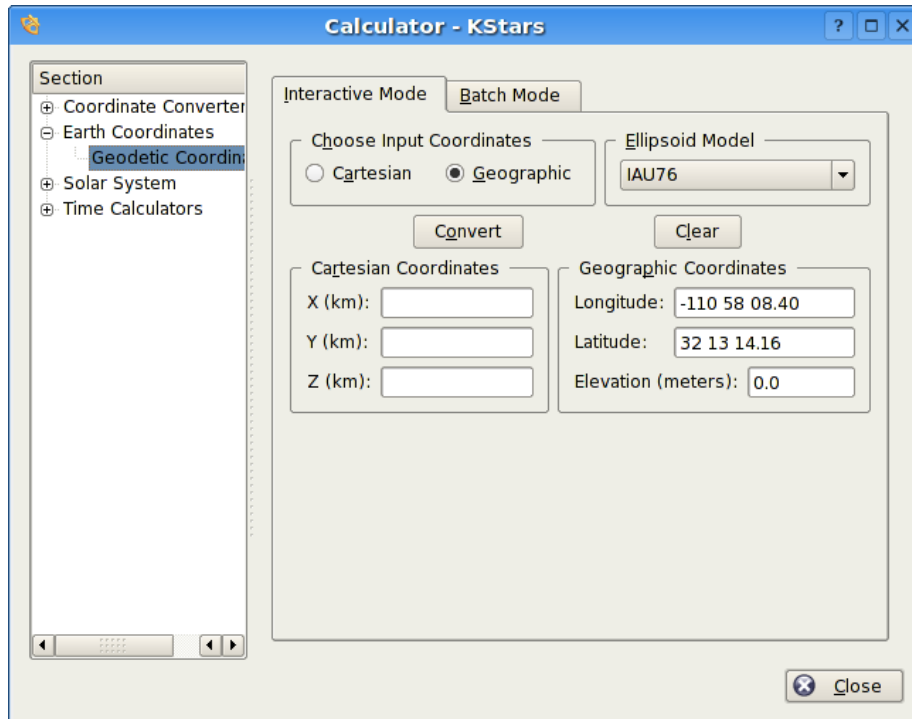 Calculator - KStars
Section
Coordinate Converter
Earth Coordinates
Geodetic Coordin
Solar System
Time Calculators
Interactive Mode
Batch Mode
Choose Input Coordinates
Cartesian
Geographic
Ellipsoid Model
IAU76
Convert
Clear
Cartesian Coordinates
X (km):
Y (km):
Z (km):
Geographic Coordinates
Longitude: -110 58 08.40
Latitude: 32 13 14.16
Elevation (meters): 0.0
Close